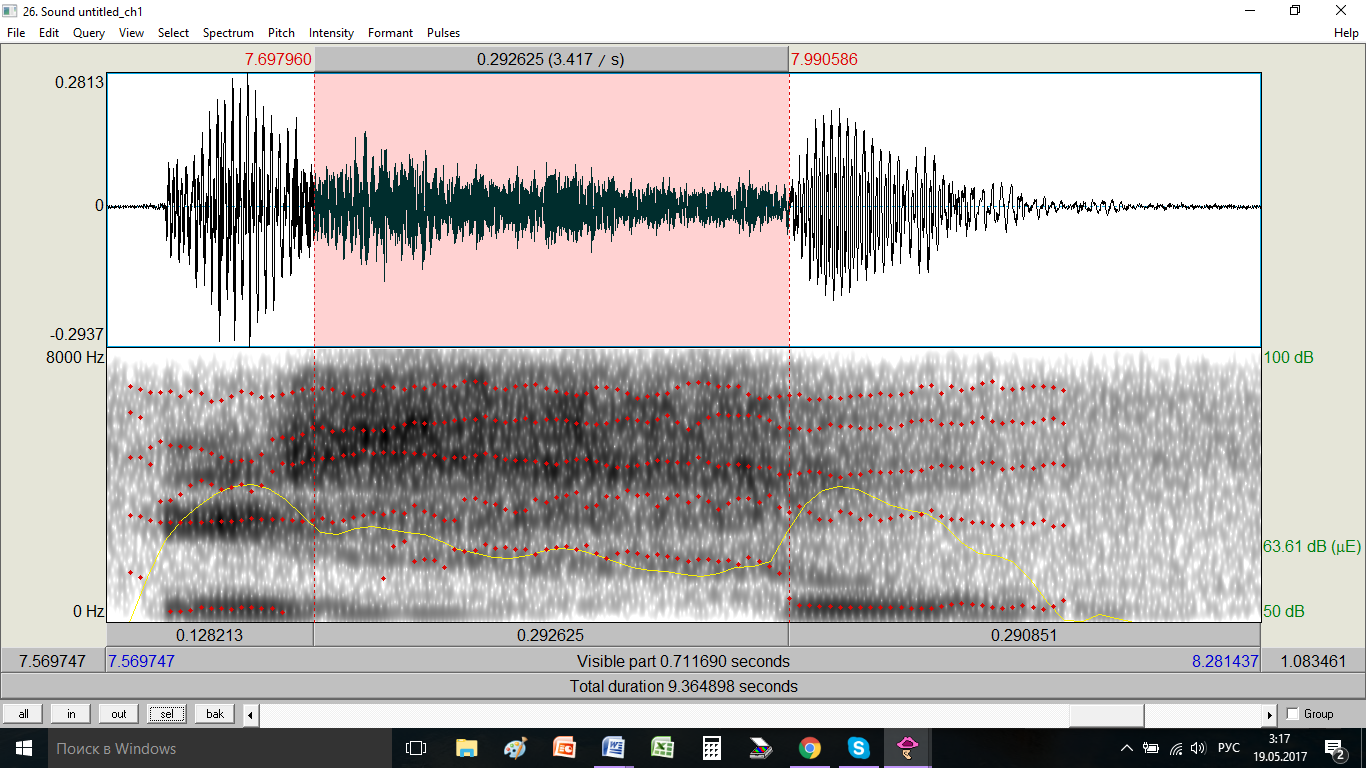 26. Sound untitled_ch1
File Edit Query View Select Spectrum Pitch Intensity Formant Pulses Help
7.697960 0.292625 (3.417 / s) 7.990586
0.2813
0
-0.2937
8000 Hz 100 dB
63.61 dB (µE)
0 Hz 50 dB
0.128213 0.292625 0.290851
7.569747 7.569747 Visible part 0.711690 seconds 8.281437 1.083461
Total duration 9.364898 seconds
all in out sel bak Group
Поиск в Windows РУС 3:17
19.05.2017 2